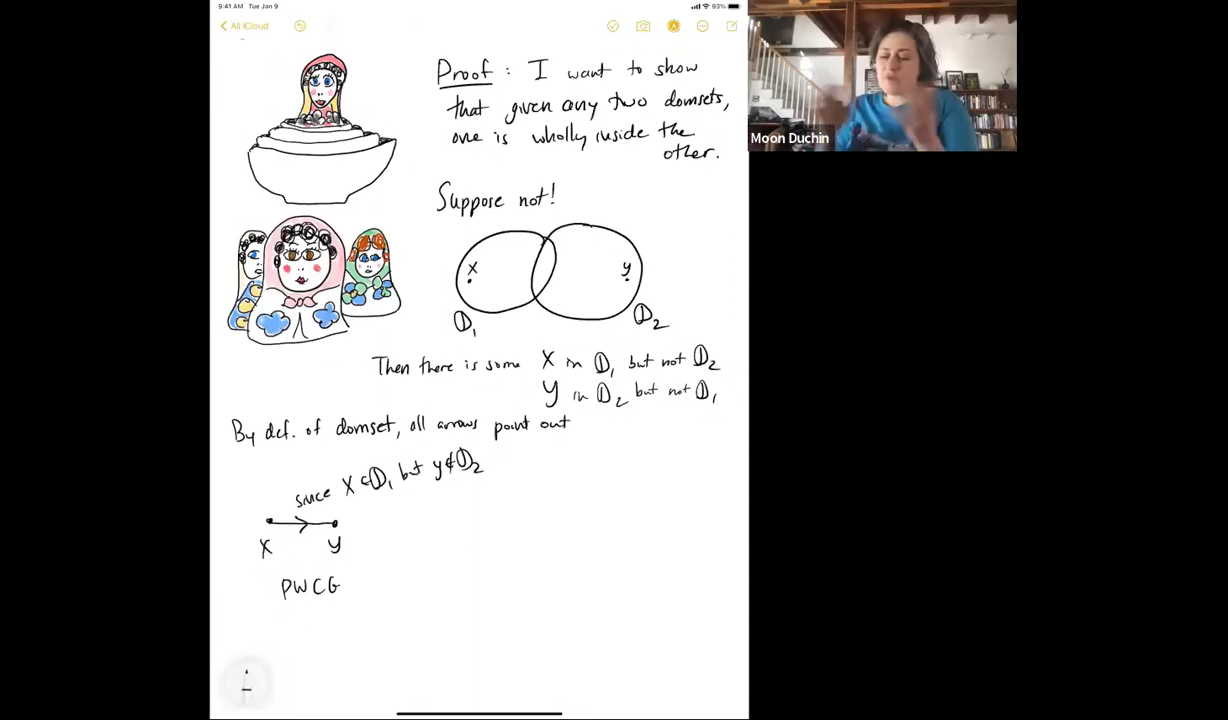 9:41 AM Tue Jan 9
93%
All iCloud
Proof: I want to show
that given any two domsets,
one is wholly inside the
other.
Suppose not!
x
y
D1
D2
Then there is some X in D1 but not D2
y in D2 but not D1
By def. of domset, all arrows point out
since X ∈ D1 but y ∉ D2
X
y
PWCG
Moon Duchin